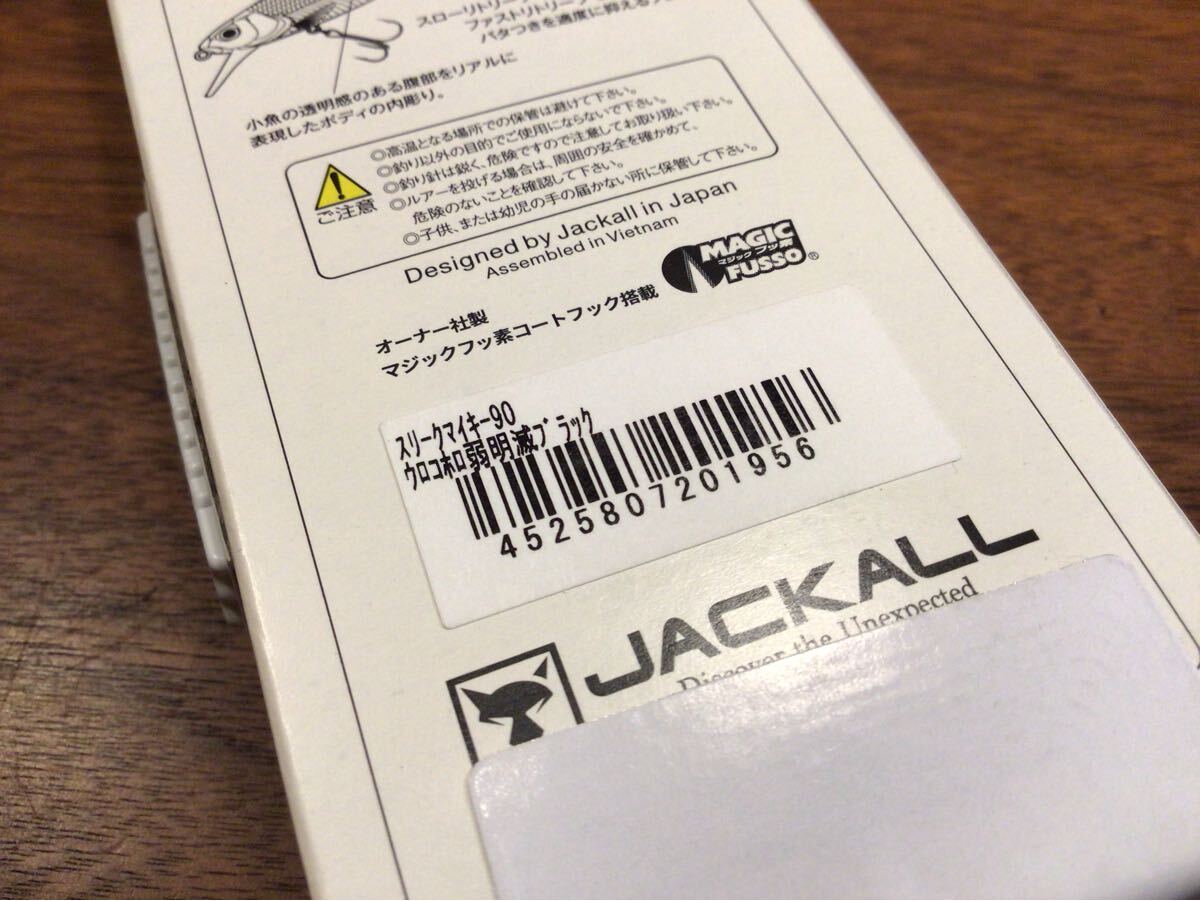 スローリトリーブ
ファストリトリーブ
バタつきを適度に抑える
小魚の透明感のある腹部をリアルに
表現したボディの内彫り。
ご注意
◎高温となる場所での保管は避けて下さい。
◎釣り以外の目的でご使用にならないで下さい。
◎釣り針は鋭く、危険ですので注意してお取り扱い下さい。
◎ルアーを投げる場合は、周囲の安全を確かめて、
危険のないことを確認して下さい。
◎子供、または幼児の手の届かない所に保管して下さい。
Designed by Jackall in Japan
Assembled in Vietnam
オーナー社製
マジックフッ素コートフック搭載
MAGIC
マジック フッ素
FUSSO®
ｽﾘｰｸﾏｲｷｰ90
ｳﾛｺﾎﾛ弱明滅ﾌﾞﾗｯｸ
4525807201956
JACKALL
Discover the Unexpected